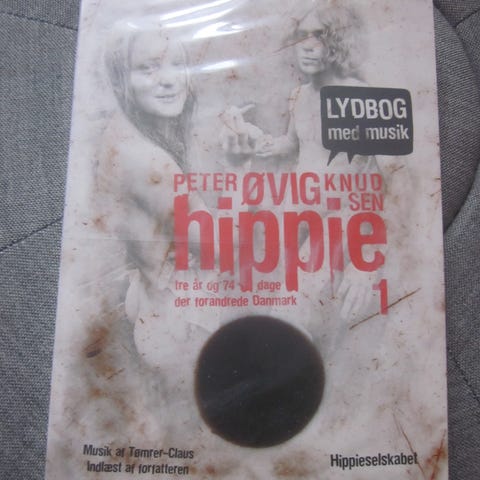 LYDBOG
med musik
PETER ØVIG KNUD
SEN
hippie
tre år og 74 dage
der forandrede Danmark
1
Musik af Tømrer-Claus
Indlæst af forfatteren
Hippieselskabet